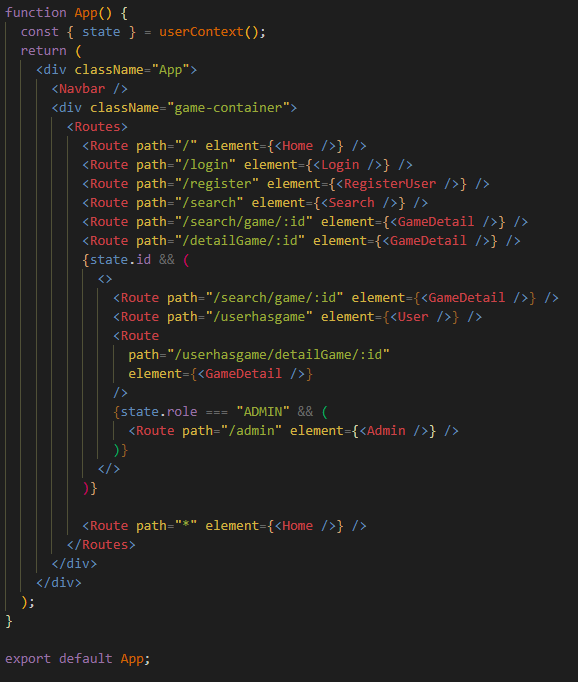 function App() {
  const { state } = userContext();
  return (
    <div className="App">
      <Navbar />
      <div className="game-container">
        <Routes>
          <Route path="/" element={<Home />} />
          <Route path="/login" element={<Login />} />
          <Route path="/register" element={<RegisterUser />} />
          <Route path="/search" element={<Search />} />
          <Route path="/search/game/:id" element={<GameDetail />} />
          <Route path="/detailGame/:id" element={<GameDetail />} />
          {state.id && (
            <>
              <Route path="/search/game/:id" element={<GameDetail />} />
              <Route path="/userhasgame" element={<User />} />
              <Route
                path="/userhasgame/detailGame/:id"
                element={<GameDetail />}
              />
              {state.role === "ADMIN" && (
                <Route path="/admin" element={<Admin />} />
              )}
            </>
          )}

          <Route path="*" element={<Home />} />
        </Routes>
      </div>
    </div>
  );
}

export default App;